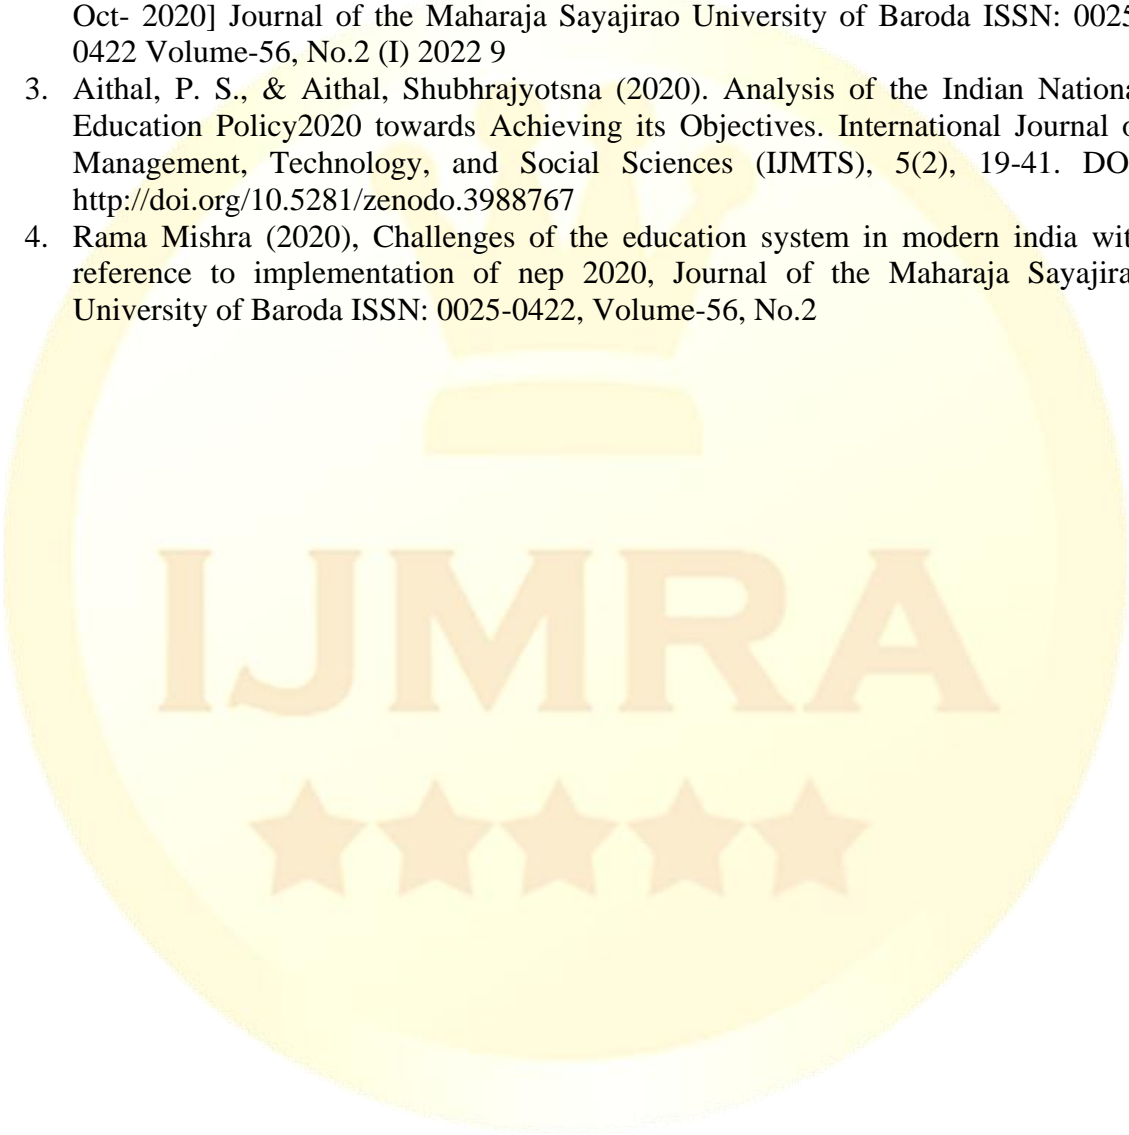 Oct- 2020] Journal of the Maharaja Sayajirao University of Baroda ISSN: 0025
0422 Volume-56, No.2 (I) 2022 9
3. Aithal, P. S., & Aithal, Shubhrajyotsna (2020). Analysis of the Indian Nationa
Education Policy2020 towards Achieving its Objectives. International Journal o
Management, Technology, and Social Sciences (IJMTS), 5(2), 19-41. DO
http://doi.org/10.5281/zenodo.3988767
4. Rama Mishra (2020), Challenges of the education system in modern india wit
reference to implementation of nep 2020, Journal of the Maharaja Sayajira
University of Baroda ISSN: 0025-0422, Volume-56, No.2
IJMRA